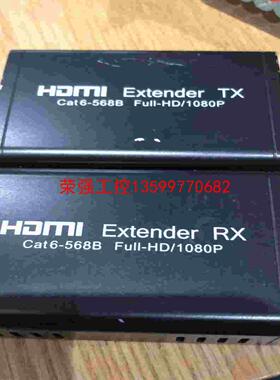 HDMI Extender TX
Cat6-568B Full-HD/1080P
荣强工控13599770682
HDMI Extender RX
Cat6-568B Full-HD/1080P